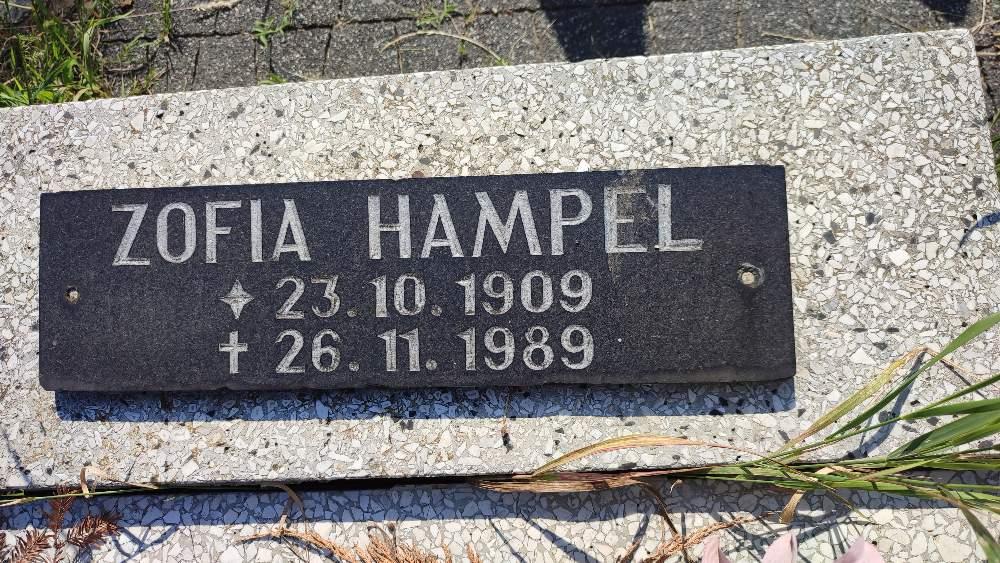 ZOFIA HAMPEL
✦ 23. 10. 1909
✝ 26. 11. 1989